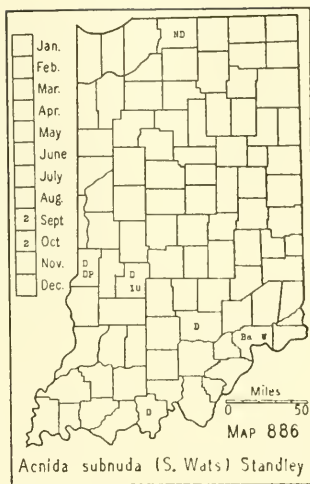 Jan.
Feb.
Mar.
Apr.
May
June
July
Aug.
2 Sept
2 Oct
Nov.
Dec.
ND
D
DP
D
IU
D
Ba W
D
Miles
0 50
MAP 886
Acnida subnuda (S. Wats) Standley